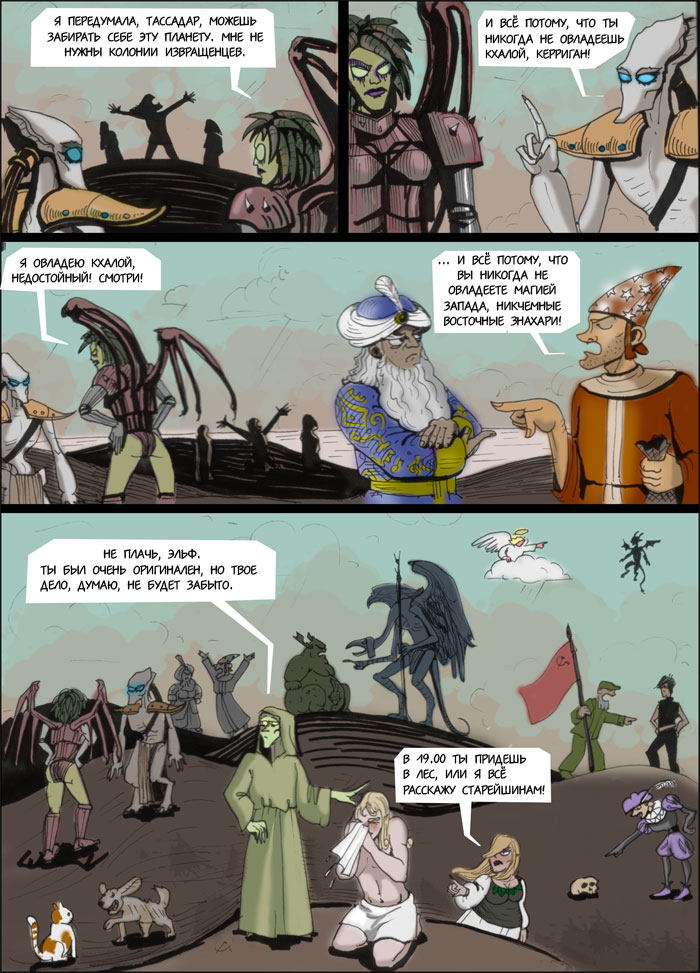 Я ПЕРЕДУМАЛА, ТАССАДАР, МОЖЕШЬ
ЗАБИРАТЬ СЕБЕ ЭТУ ПЛАНЕТУ. МНЕ НЕ
НУЖНЫ КОЛОНИИ ИЗВРАЩЕНЦЕВ.
И ВСЁ ПОТОМУ, ЧТО ТЫ
НИКОГДА НЕ ОВЛАДЕЕШЬ
КХАЛОЙ, КЕРРИГАН!
Я ОВЛАДЕЮ КХАЛОЙ,
НЕДОСТОЙНЫЙ! СМОТРИ!
... И ВСЁ ПОТОМУ, ЧТО
ВЫ НИКОГДА НЕ
ОВЛАДЕЕТЕ МАГИЕЙ
ЗАПАДА, НИКЧЕМНЫЕ
ВОСТОЧНЫЕ ЗНАХАРИ!
НЕ ПЛАЧЬ, ЭЛЬФ.
ТЫ БЫЛ ОЧЕНЬ ОРИГИНАЛЕН, НО ТВОЕ
ДЕЛО, ДУМАЮ, НЕ БУДЕТ ЗАБЫТО.
В 19.00 ТЫ ПРИДЕШЬ
В ЛЕС, ИЛИ Я ВСЁ
РАССКАЖУ СТАРЕЙШИНАМ!